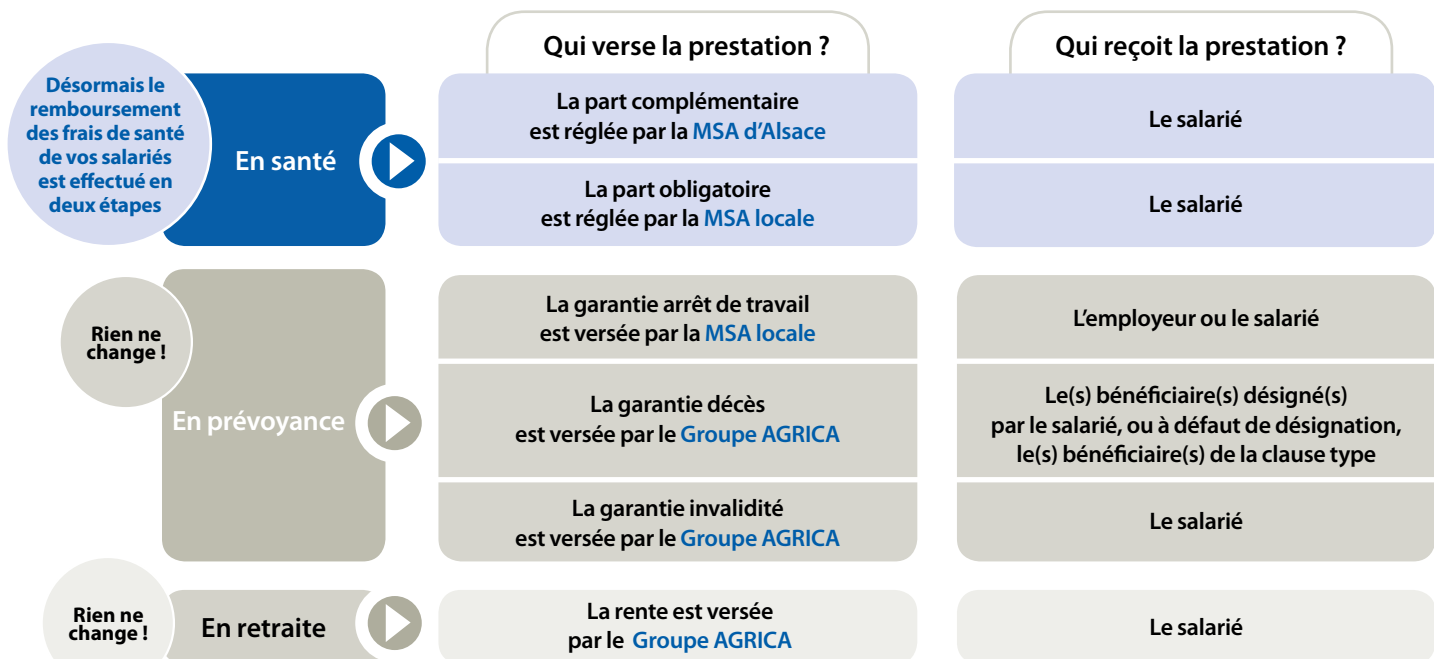 Qui verse la prestation ?
Qui reçoit la prestation ?
Désormais le
remboursement
des frais de santé
de vos salariés
est effectué en
deux étapes
En santé
La part complémentaire
est réglée par la MSA d’Alsace
Le salarié
La part obligatoire
est réglée par la MSA locale
Le salarié
Rien ne
change !
En prévoyance
La garantie arrêt de travail
est versée par la MSA locale
L’employeur ou le salarié
La garantie décès
est versée par le Groupe AGRICA
Le(s) bénéficiaire(s) désigné(s)
par le salarié, ou à défaut de désignation,
le(s) bénéficiaire(s) de la clause type
La garantie invalidité
est versée par le Groupe AGRICA
Le salarié
Rien ne
change !
En retraite
La rente est versée
par le Groupe AGRICA
Le salarié